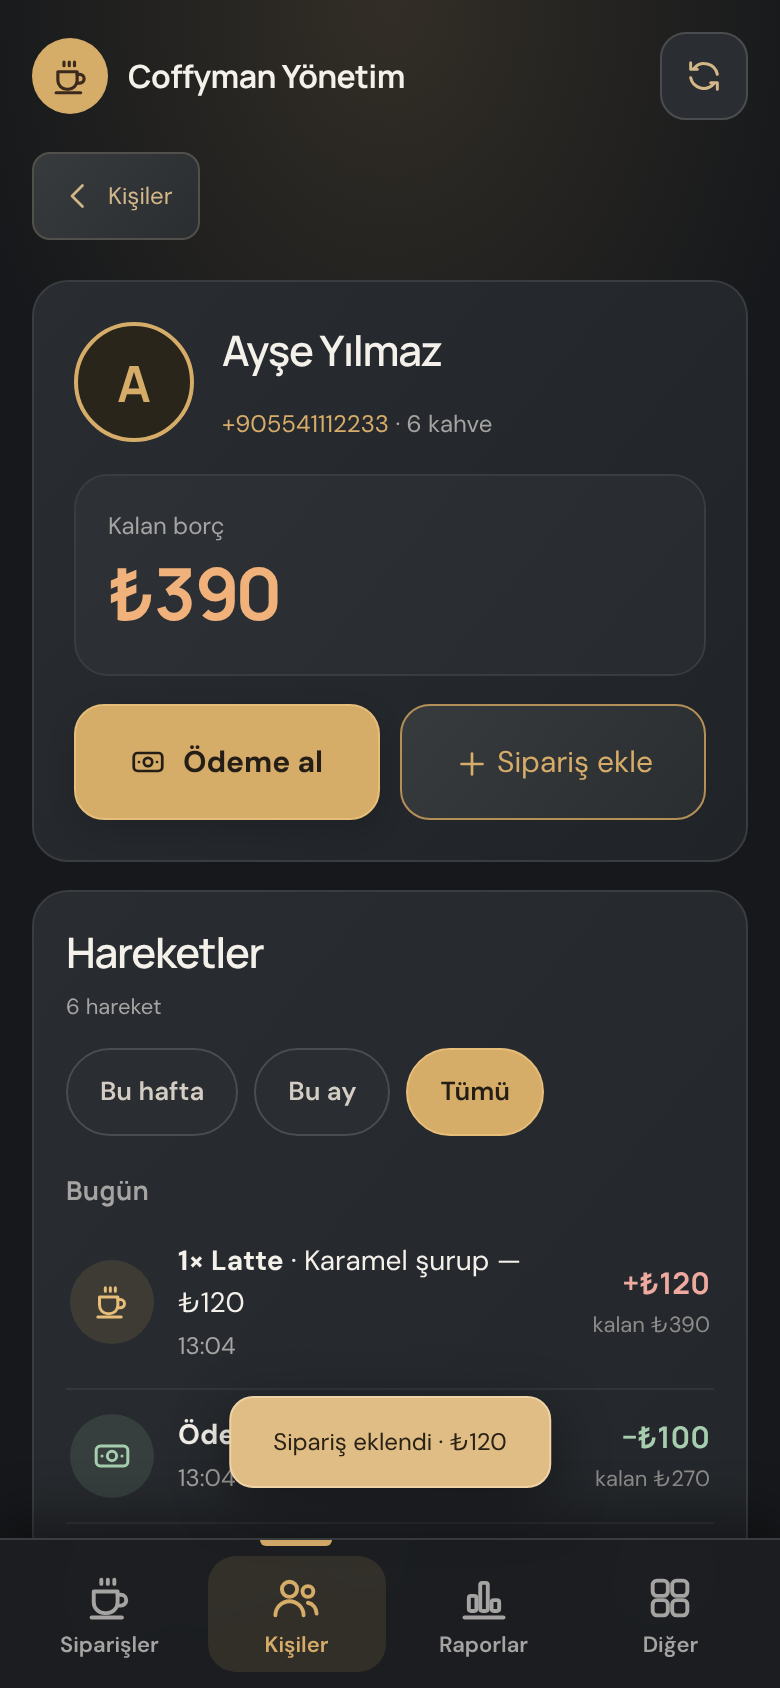 Coffyman Yönetim
Kişiler
A
Ayşe Yılmaz
+905541112233 · 6 kahve
Kalan borç
₺390
Ödeme al
+ Sipariş ekle
Hareketler
6 hareket
Bu hafta
Bu ay
Tümü
Bugün
1× Latte · Karamel şurup —
₺120
13:04
+₺120
kalan ₺390
13:04
−₺100
kalan ₺270
Sipariş eklendi · ₺120
Siparişler
Kişiler
Raporlar
Diğer